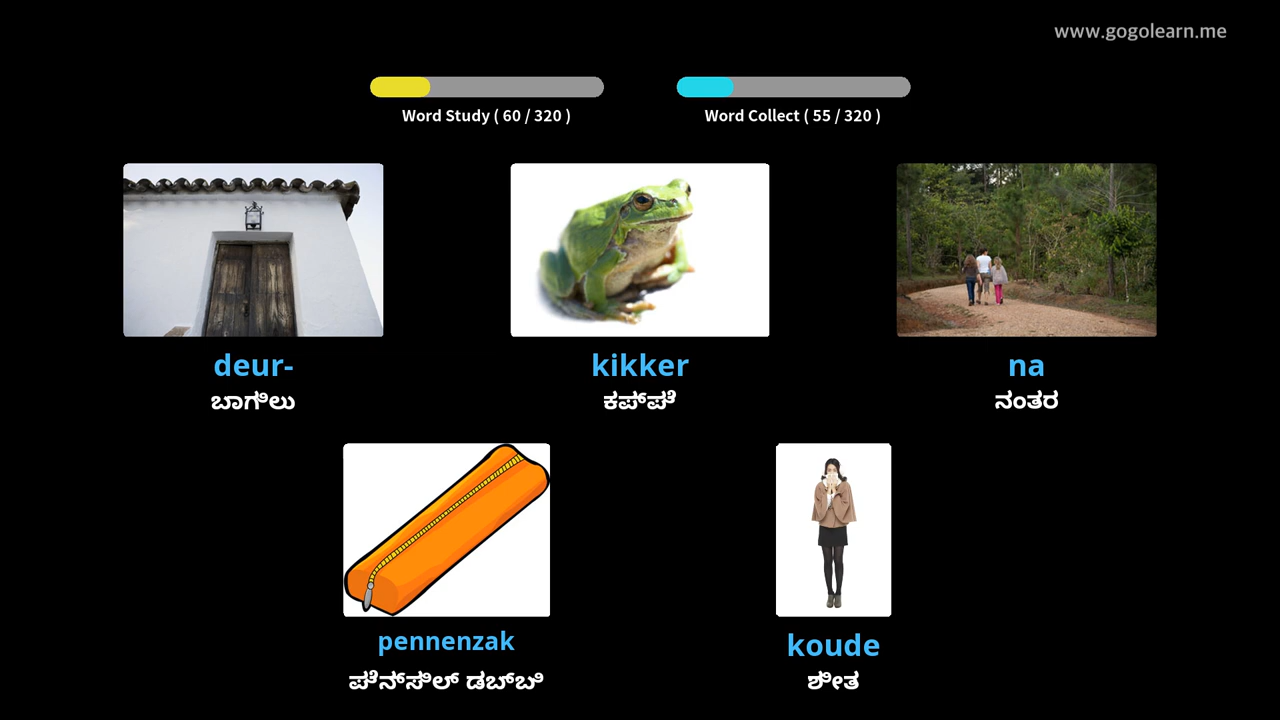 www.gogolearn.me
Word Study ( 60 / 320 )
Word Collect ( 55 / 320 )
deur-
ಬಾಗಿಲು
kikker
ಕಪ್ಪೆ
na
ನಂತರ
pennenzak
ಪೆನ್ಸಿಲ್ ಡಬ್ಬಿ
koude
ಶೀತ